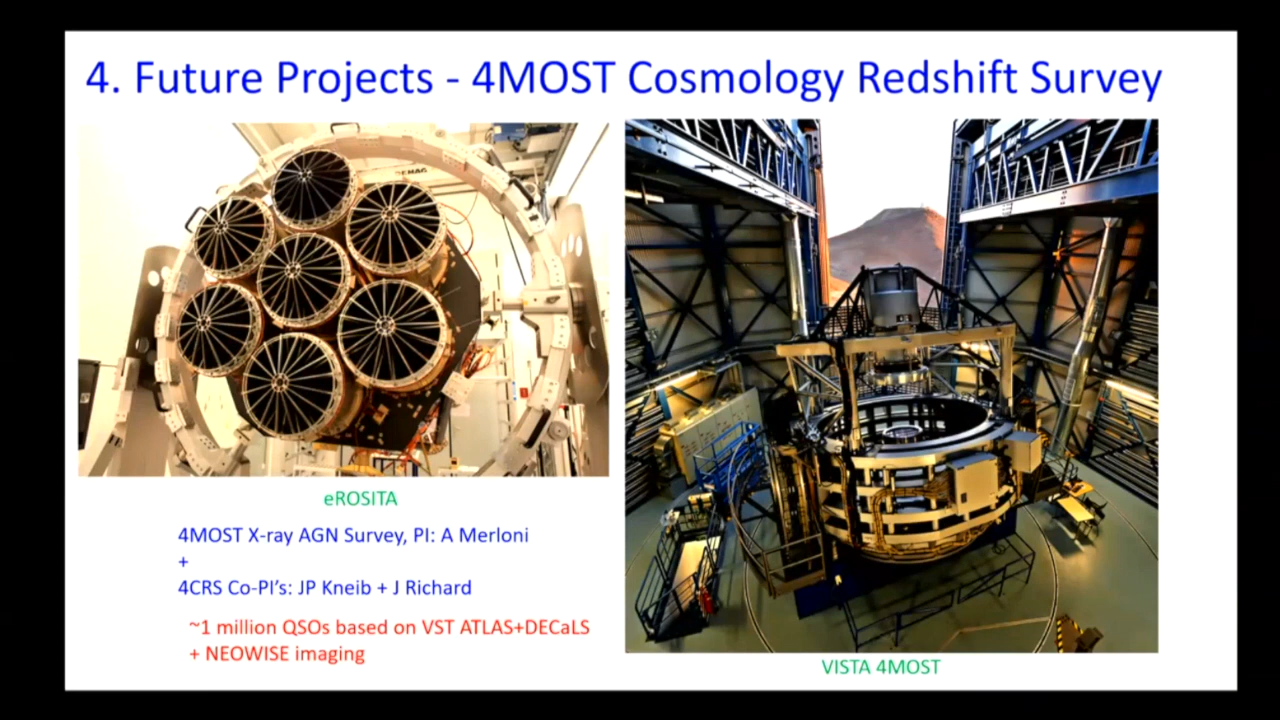 4. Future Projects - 4MOST Cosmology Redshift Survey
DEMAG
eROSITA
4MOST X-ray AGN Survey, PI: A Merloni
+
4CRS Co-PI's: JP Kneib + J Richard
~1 million QSOs based on VST ATLAS+DECaLS
+ NEOWISE imaging
VISTA 4MOST